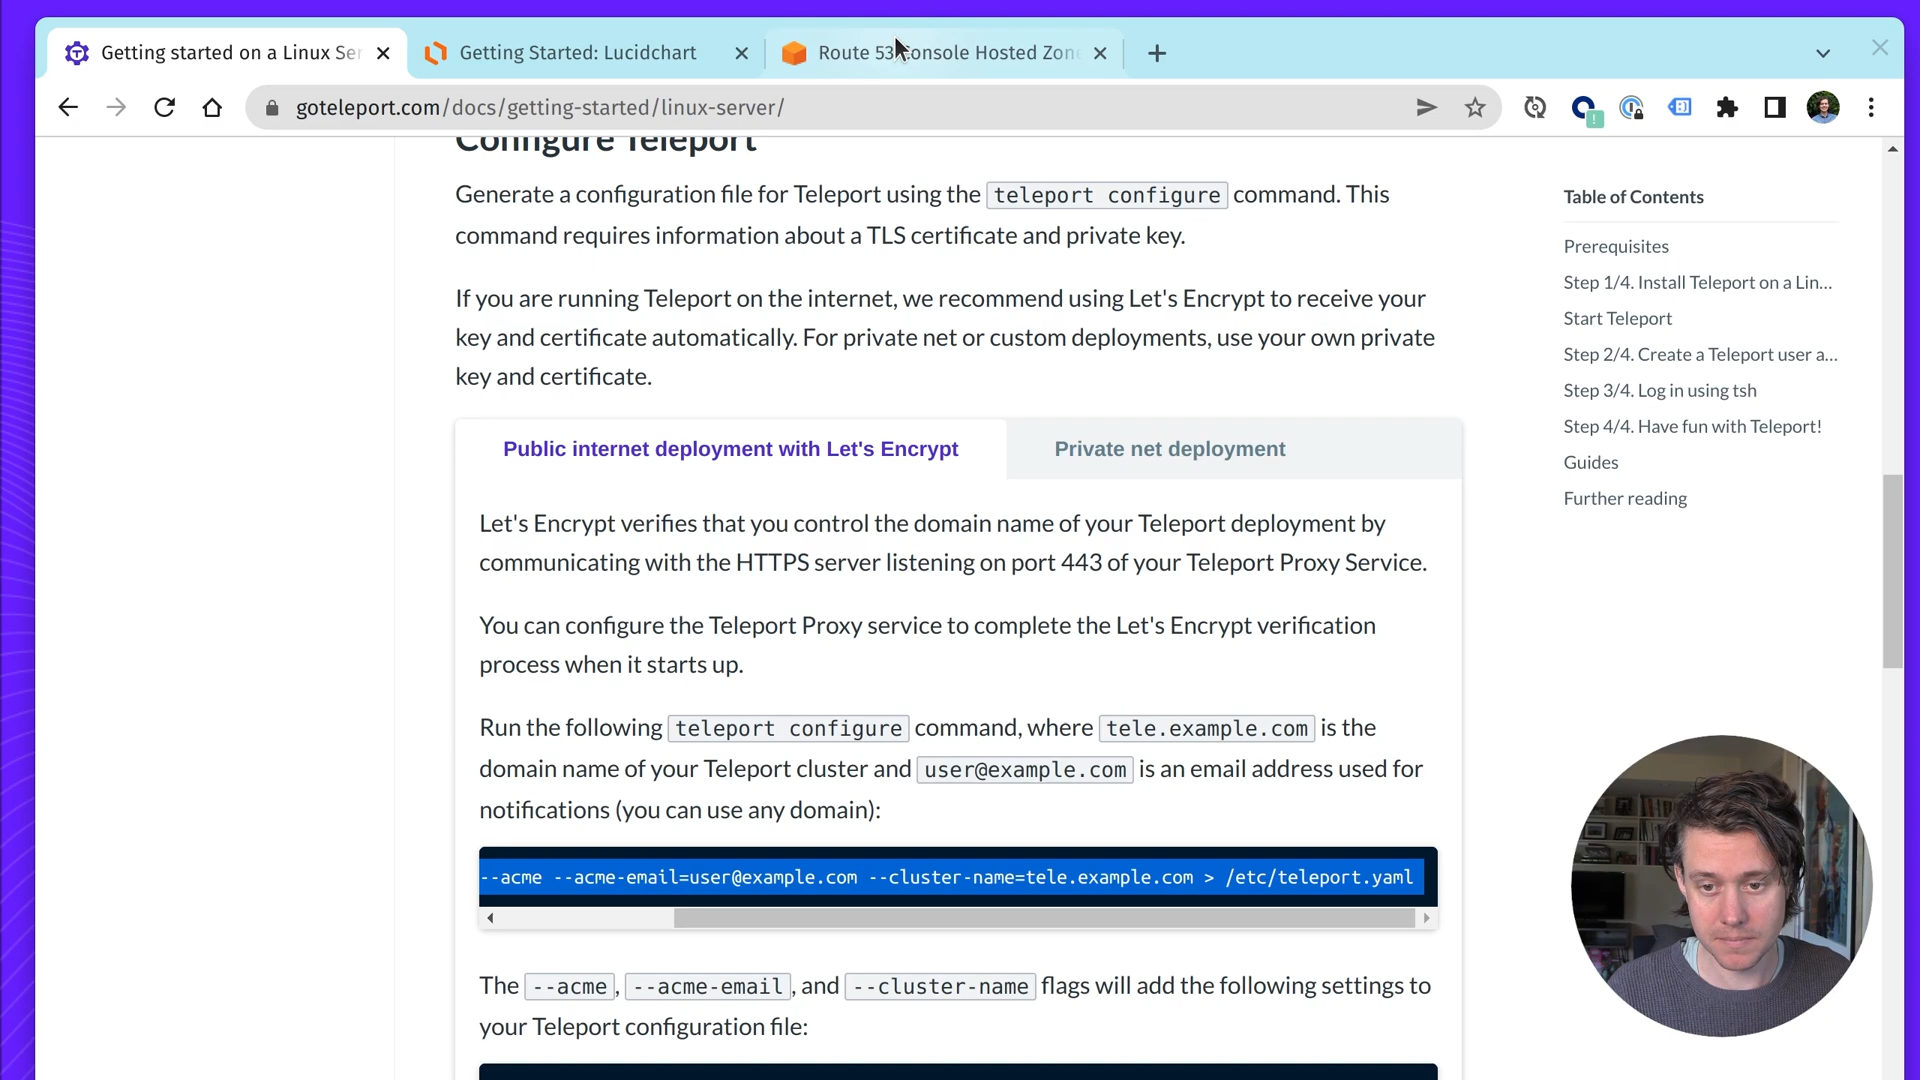 Getting started on a Linux Ser
Getting Started: Lucidchart
Route 53 Console Hosted Zone
goteleport.com/docs/getting-started/linux-server/
Configure Teleport
Generate a configuration file for Teleport using the teleport configure command. This
command requires information about a TLS certificate and private key.
If you are running Teleport on the internet, we recommend using Let's Encrypt to receive your
key and certificate automatically. For private net or custom deployments, use your own private
key and certificate.
Public internet deployment with Let's Encrypt
Private net deployment
Let's Encrypt verifies that you control the domain name of your Teleport deployment by
communicating with the HTTPS server listening on port 443 of your Teleport Proxy Service.
You can configure the Teleport Proxy service to complete the Let's Encrypt verification
process when it starts up.
Run the following teleport configure command, where tele.example.com is the
domain name of your Teleport cluster and user@example.com is an email address used for
notifications (you can use any domain):
--acme --acme-email=user@example.com --cluster-name=tele.example.com > /etc/teleport.yaml
The --acme, --acme-email, and --cluster-name flags will add the following settings to
your Teleport configuration file:
Table of Contents
Prerequisites
Step 1/4. Install Teleport on a Lin...
Start Teleport
Step 2/4. Create a Teleport user a...
Step 3/4. Log in using tsh
Step 4/4. Have fun with Teleport!
Guides
Further reading